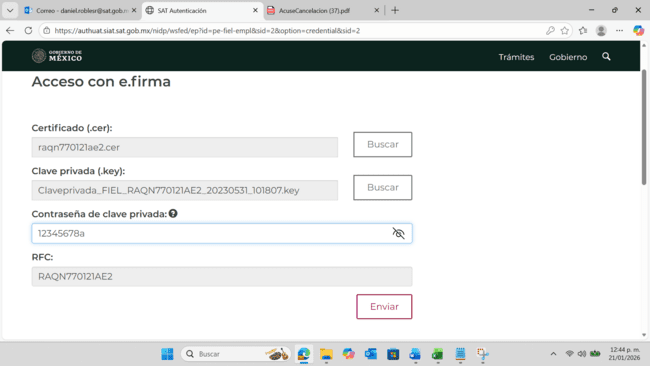 Correo - daniel.roblesr@sat.gob.m
SAT Autenticación
AcuseCancelacion (37).pdf
https://authuat.siat.sat.gob.mx/nidp/wsfed/ep?id=pe-fiel-empl&sid=2&option=credential&sid=2
GOBIERNO DE
MÉXICO
Trámites
Gobierno
Acceso con e.firma
Certificado (.cer):
raqn770121ae2.cer
Buscar
Clave privada (.key):
Claveprivada_FIEL_RAQN770121AE2_20230531_101807.key
Buscar
Contraseña de clave privada:
12345678a
RFC:
RAQN770121AE2
Enviar
Buscar
12:44 p. m.
21/01/2026